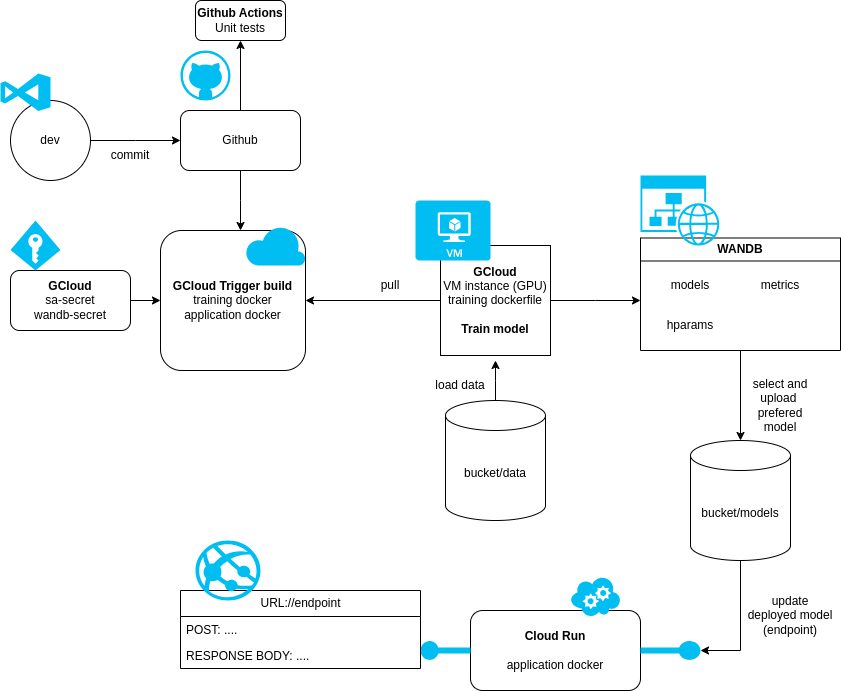 Github Actions
Unit tests
dev
commit
Github
GCloud
sa-secret
wandb-secret
GCloud Trigger build
training docker
application docker
pull
VM
GCloud
VM instance (GPU)
training dockerfile
Train model
WANDB
models
metrics
hparams
load data
bucket/data
select and
upload
prefered
model
bucket/models
URL://endpoint
POST: ....
RESPONSE BODY: ....
Cloud Run
application docker
update
deployed model
(endpoint)